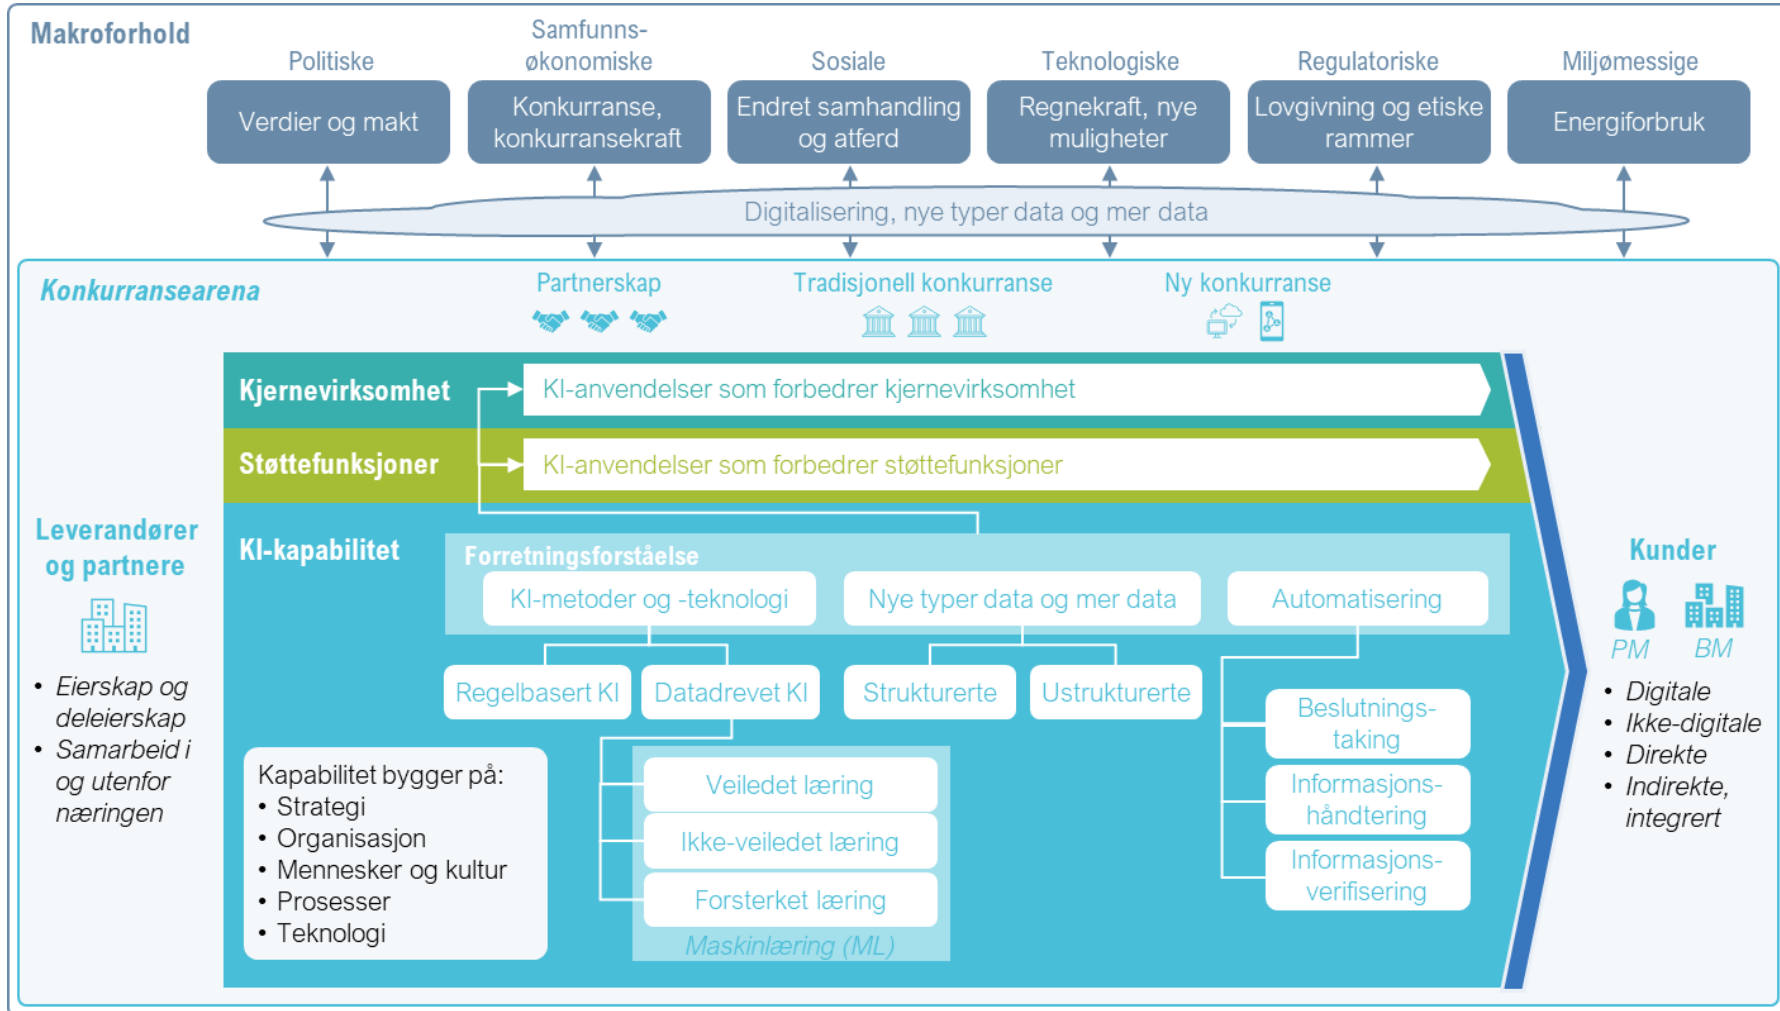 Makroforhold
Politiske
Samfunns-
økonomiske
Sosiale
Teknologiske
Regulatoriske
Miljømessige
Verdier og makt
Konkurranse,
konkurransekraft
Endret samhandling
og atferd
Regnekraft, nye
muligheter
Lovgivning og etiske
rammer
Energiforbruk
Digitalisering, nye typer data og mer data
Konkurransearena
Partnerskap
Tradisjonell konkurranse
Ny konkurranse
Kjernevirksomhet
KI-anvendelser som forbedrer kjernevirksomhet
Støttefunksjoner
KI-anvendelser som forbedrer støttefunksjoner
Leverandører
og partnere
• Eierskap og
deleierskap
• Samarbeid i
og utenfor
næringen
KI-kapabilitet
Forretningsforståelse
KI-metoder og -teknologi
Nye typer data og mer data
Automatisering
Regelbasert KI
Datadrevet KI
Strukturerte
Ustrukturerte
Beslutnings-
taking
Informasjons-
håndtering
Informasjons-
verifisering
Veiledet læring
Ikke-veiledet læring
Forsterket læring
Maskinlæring (ML)
Kapabilitet bygger på:
• Strategi
• Organisasjon
• Mennesker og kultur
• Prosesser
• Teknologi
Kunder
PM
BM
• Digitale
• Ikke-digitale
• Direkte
• Indirekte,
integrert